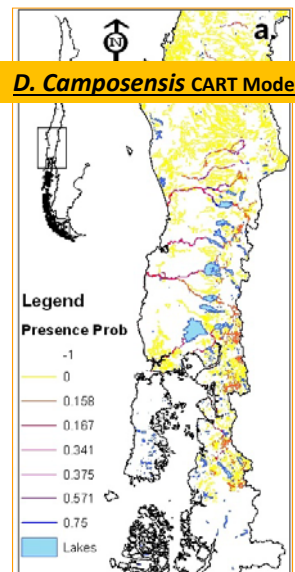 N
a
D. Camposensis CART Mode
Legend
Presence Prob
-1
0
0.158
0.167
0.341
0.375
0.571
0.75
Lakes